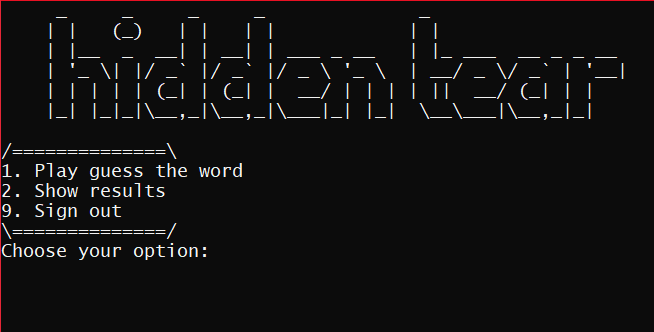 hidden tear
/==============\
1. Play guess the word
2. Show results
9. Sign out
\==============/
Choose your option: